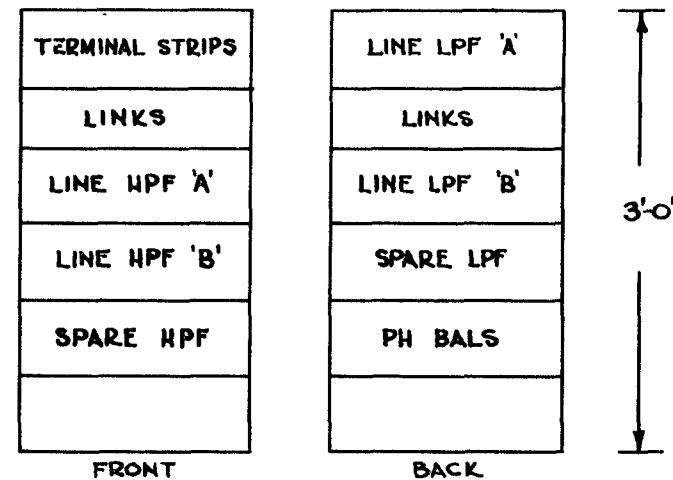 TERMINAL STRIPS
LINKS
LINE HPF 'A'
LINE HPF 'B'
SPARE HPF
FRONT
LINE LPF 'A'
LINKS
LINE LPF 'B'
SPARE LPF
PH BALS
BACK
3'-0"